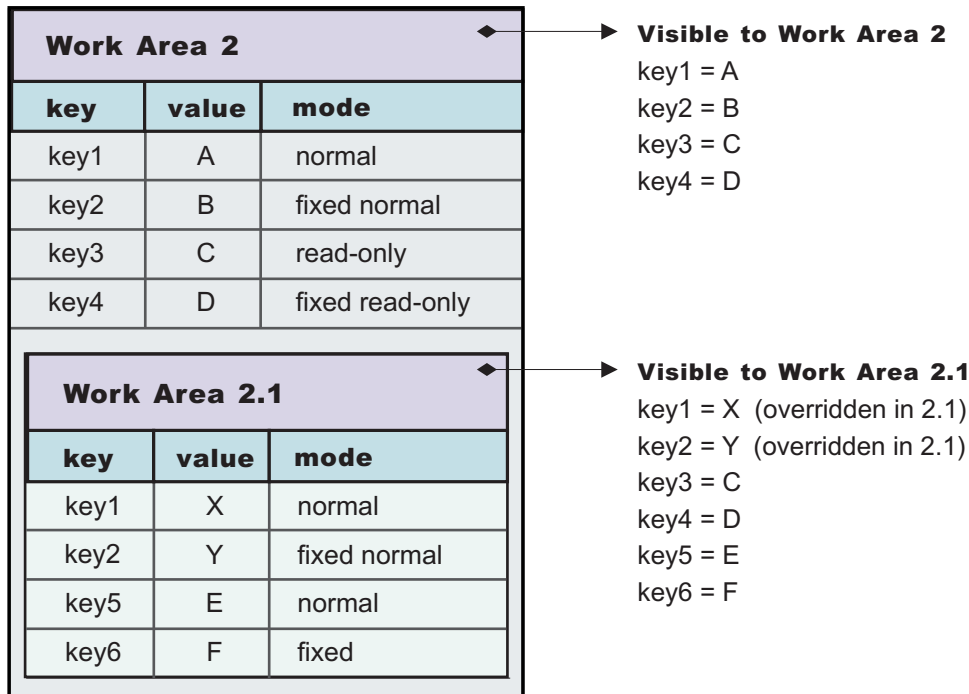 Work Area 2
key value mode
key1 A normal
key2 B fixed normal
key3 C read-only
key4 D fixed read-only
Visible to Work Area 2
key1 = A
key2 = B
key3 = C
key4 = D
Work Area 2.1
key value mode
key1 X normal
key2 Y fixed normal
key5 E normal
key6 F fixed
Visible to Work Area 2.1
key1 = X (overridden in 2.1)
key2 = Y (overridden in 2.1)
key3 = C
key4 = D
key5 = E
key6 = F